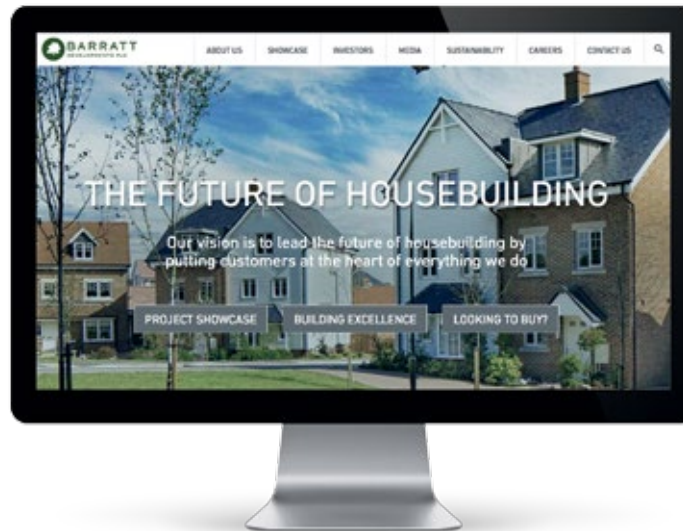 BARRATT
DEVELOPMENTS PLC
ABOUT US SHOWCASE INVESTORS MEDIA SUSTAINABILITY CAREERS CONTACT US
THE FUTURE OF HOUSEBUILDING
Our vision is to lead the future of housebuilding by
putting customers at the heart of everything we do
PROJECT SHOWCASE BUILDING EXCELLENCE LOOKING TO BUY?